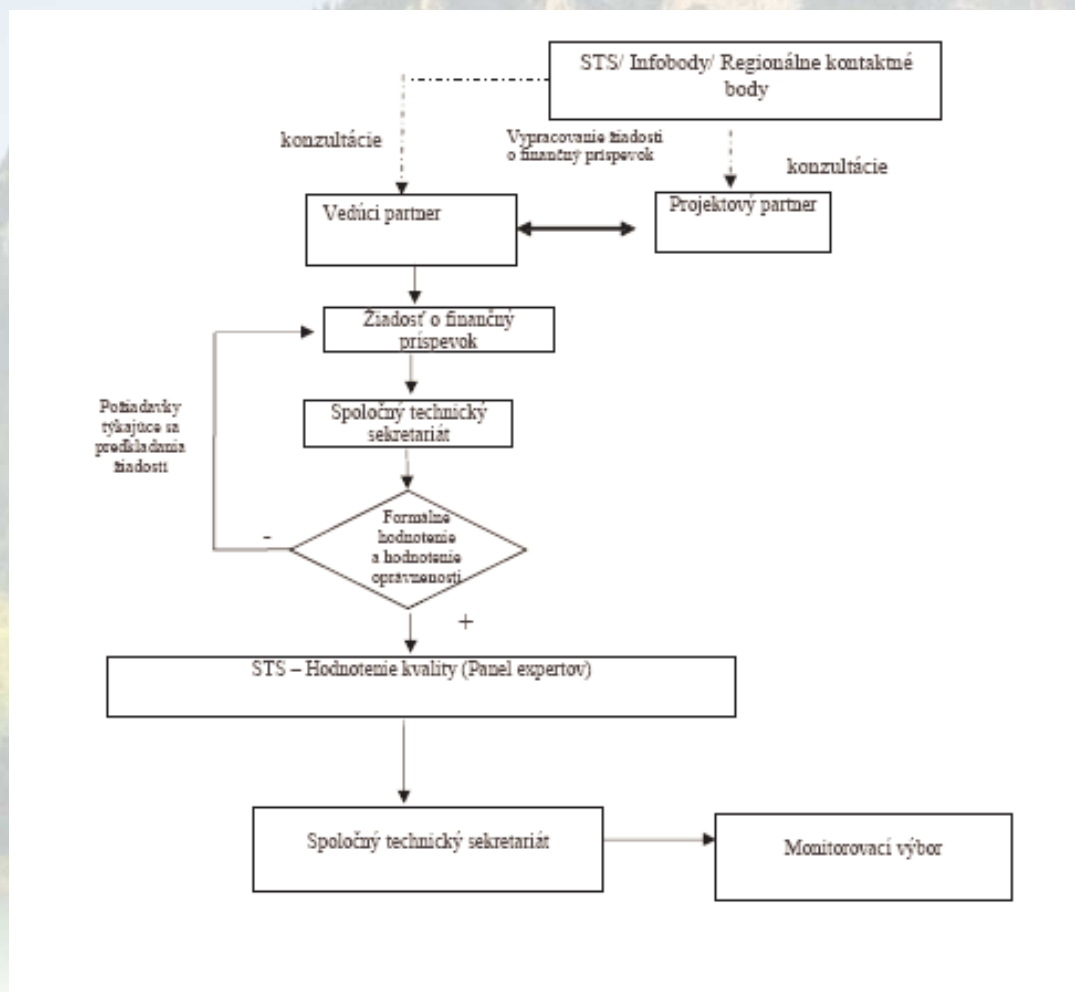 STS/ Infobody/ Regionálne kontaktné
body
konzultácie
Vypracovanie žiadosti
o finančný príspevok
konzultácie
Vedúci partner
Projektový partner
Žiadosť o finančný
príspevok
Požiadavky
týkajúce sa
predkladania
žiadosti
Spoločný technický
sekretariát
Formálne
hodnotenie
a hodnotenie
oprávnenosti
-
+
STS – Hodnotenie kvality (Panel expertov)
Spoločný technický sekretariát
Monitorovací výbor